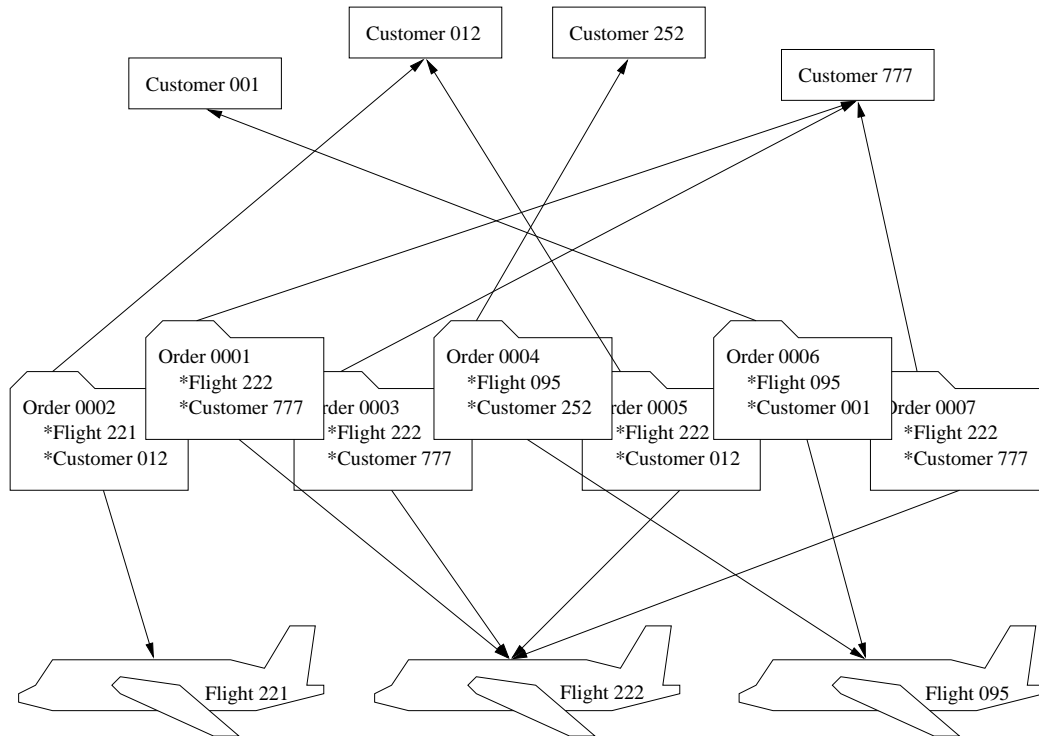 Customer 012
Customer 252
Customer 777
Customer 001
Order 0001
*Flight 222
*Customer 777
Order 0004
*Flight 095
*Customer 252
Order 0006
*Flight 095
*Customer 001
Order 0002
*Flight 221
*Customer 012
rder 0003
*Flight 222
*Customer 777
rder 0005
*Flight 222
*Customer 012
rder 0007
*Flight 222
*Customer 777
Flight 221
Flight 222
Flight 095